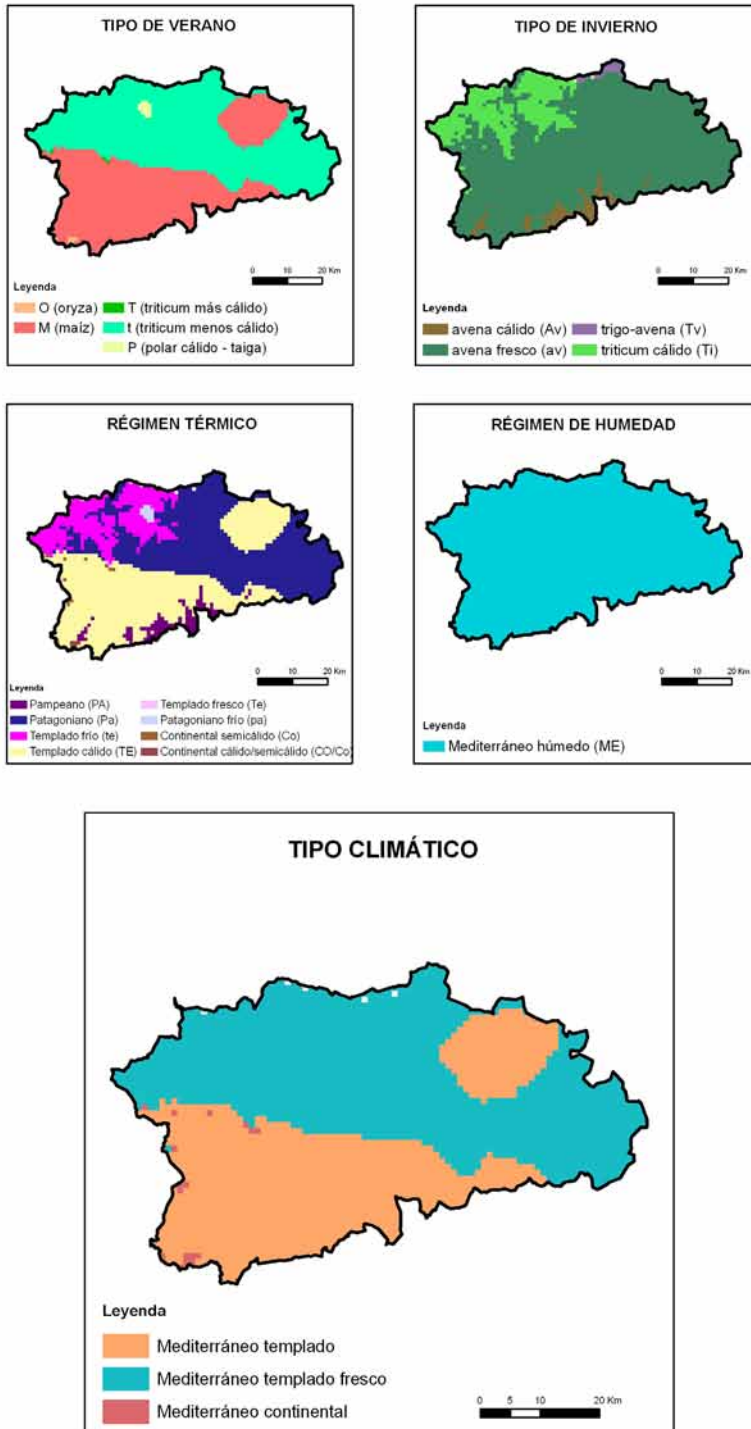 TIPO DE VERANO
0 10 20 Km
Leyenda
O (oryza) T (triticum más cálido)
M (maíz) t (triticum menos cálido)
P (polar cálido - taiga)
TIPO DE INVIERNO
0 10 20 Km
Leyenda
avena cálido (Av) trigo-avena (Tv)
avena fresco (av) triticum cálido (Ti)
RÉGIMEN TÉRMICO
0 10 20 Km
Leyenda
Pampeano (PA) Templado fresco (Te)
Patagoniano (Pa) Patagoniano frío (pa)
Templado frío (te) Continental semicálido (Co)
Templado cálido (TE) Continental cálido/semicálido (CO/Co)
RÉGIMEN DE HUMEDAD
0 10 20 Km
Leyenda
Mediterráneo húmedo (ME)
TIPO CLIMÁTICO
Leyenda
Mediterráneo templado
Mediterráneo templado fresco
Mediterráneo continental
0 5 10 20 Km